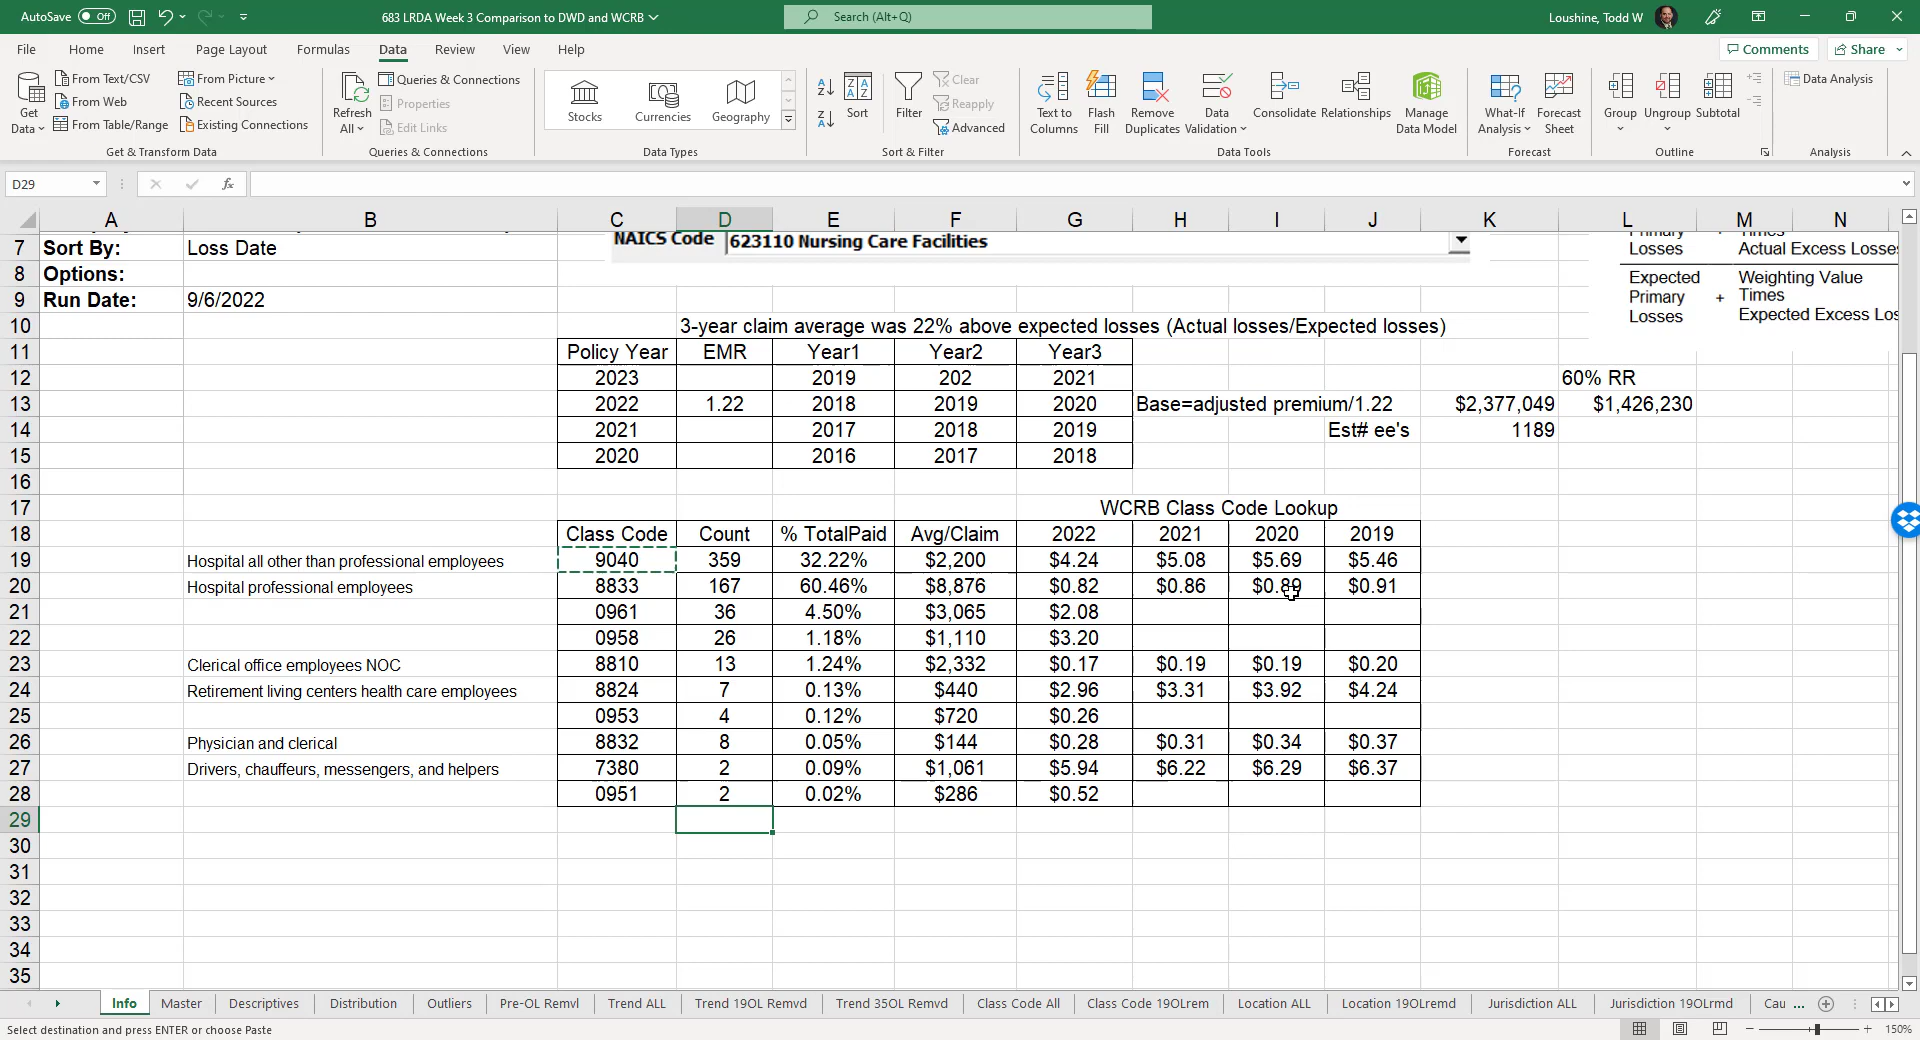 AutoSave Off 683 LRDA Week 3 Comparison to DWD and WCRB Search (Alt+Q) Loushine, Todd W
File Home Insert Page Layout Formulas Data Review View Help Comments Share
Get Data From Text/CSV From Web From Table/Range From Picture Recent Sources Existing Connections
Refresh All Queries & Connections Properties Edit Links
Stocks Currencies Geography
Sort Filter Clear Reapply Advanced
Text to Columns Flash Fill Remove Duplicates Data Validation Consolidate Relationships Manage Data Model
What-If Analysis Forecast Sheet Group Ungroup Subtotal Data Analysis
Get & Transform Data Queries & Connections Data Types Sort & Filter Data Tools Forecast Outline Analysis
D29 fx
A B C D E F G H I J K L M N
7 Sort By: Loss Date NAICS Code 623110 Nursing Care Facilities
Losses Actual Excess Losses
8 Options:
Expected Primary Losses + Weighting Value Times Expected Excess Los
9 Run Date: 9/6/2022
10 3-year claim average was 22% above expected losses (Actual losses/Expected losses)
11 Policy Year EMR Year1 Year2 Year3
12 2023 2019 202 2021 60% RR
13 2022 1.22 2018 2019 2020 Base=adjusted premium/1.22 $2,377,049 $1,426,230
14 2021 2017 2018 2019 Est# ee's 1189
15 2020 2016 2017 2018
16
17 WCRB Class Code Lookup
18 Class Code Count % TotalPaid Avg/Claim 2022 2021 2020 2019
19 Hospital all other than professional employees 9040 359 32.22% $2,200 $4.24 $5.08 $5.69 $5.46
20 Hospital professional employees 8833 167 60.46% $8,876 $0.82 $0.86 $0.89 $0.91
21 0961 36 4.50% $3,065 $2.08
22 0958 26 1.18% $1,110 $3.20
23 Clerical office employees NOC 8810 13 1.24% $2,332 $0.17 $0.19 $0.19 $0.20
24 Retirement living centers health care employees 8824 7 0.13% $440 $2.96 $3.31 $3.92 $4.24
25 0953 4 0.12% $720 $0.26
26 Physician and clerical 8832 8 0.05% $144 $0.28 $0.31 $0.34 $0.37
27 Drivers, chauffeurs, messengers, and helpers 7380 2 0.09% $1,061 $5.94 $6.22 $6.29 $6.37
28 0951 2 0.02% $286 $0.52
29
30
31
32
33
34
35
Info Master Descriptives Distribution Outliers Pre-OL Remvl Trend ALL Trend 19OL Remvd Trend 35OL Remvd Class Code All Class Code 19OLrem Location ALL Location 19OLremd Jurisdiction ALL Jurisdiction 19OLrmd Cau ...
Select destination and press ENTER or choose Paste 150%